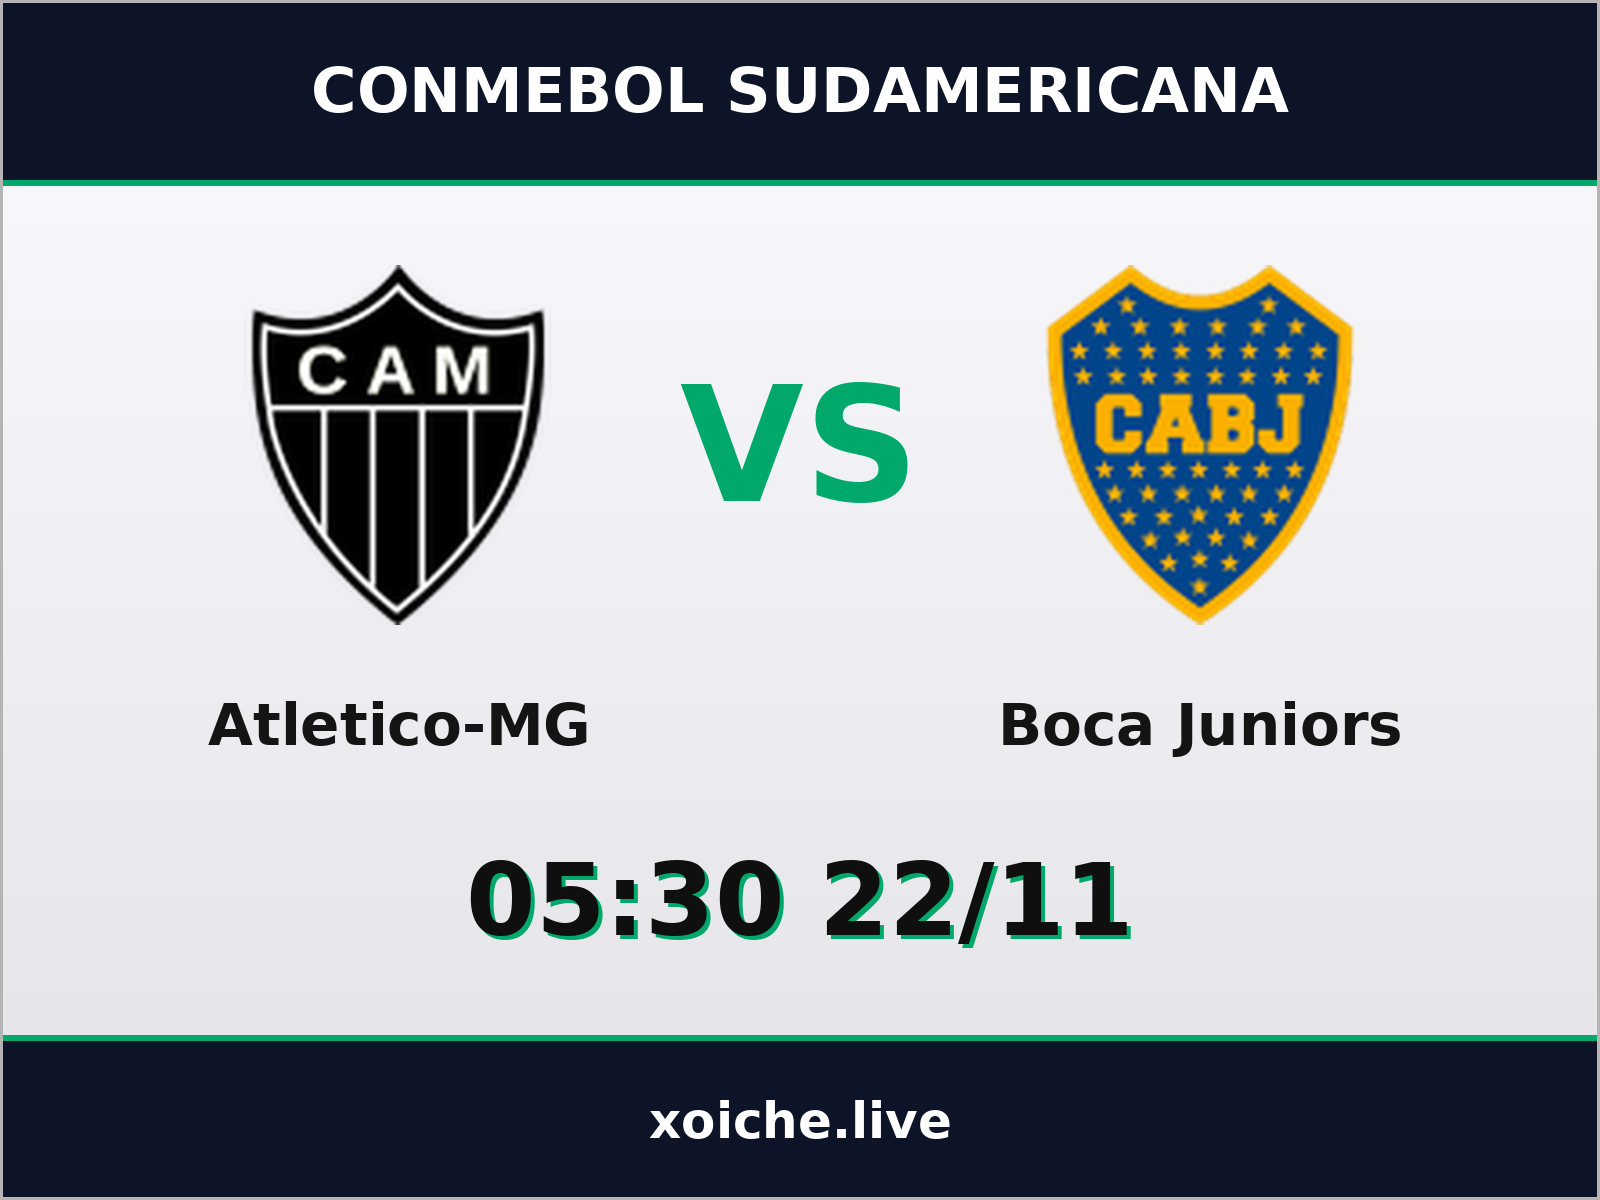 CONMEBOL SUDAMERICANA
CAM
VS
CABJ
Atletico-MG
Boca Juniors
05:30 22/11
xoiche.live